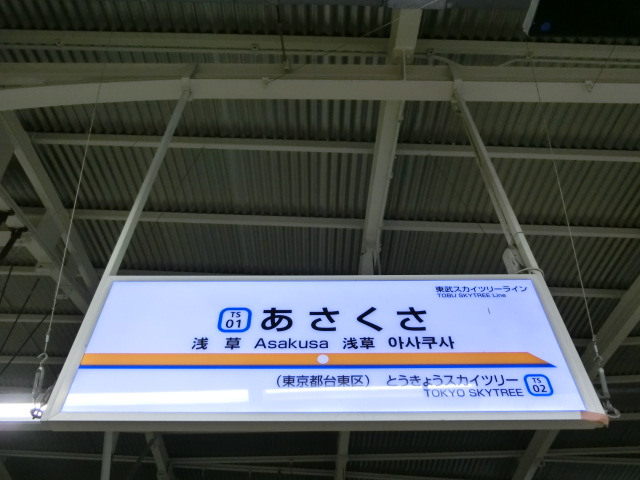 東武スカイツリーライン
TOBU SKYTREE Line
TS 01 あさくさ
浅草 Asakusa 浅草 아사쿠사
(東京都台東区) とうきょうスカイツリー TS 02
TOKYO SKYTREE